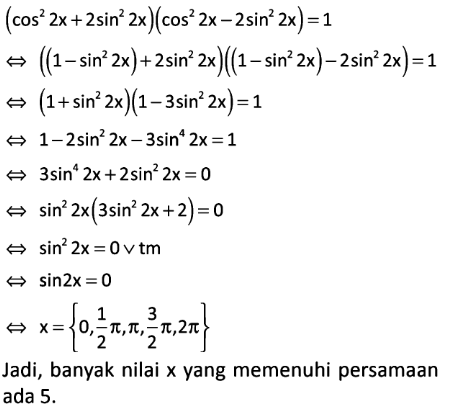 (cos² 2x + 2sin² 2x)(cos² 2x − 2sin² 2x) = 1
⇔ ((1 − sin² 2x) + 2sin² 2x)((1 − sin² 2x) − 2sin² 2x) = 1
⇔ (1 + sin² 2x)(1 − 3sin² 2x) = 1
⇔ 1 − 2sin² 2x − 3sin⁴ 2x = 1
⇔ 3sin⁴ 2x + 2sin² 2x = 0
⇔ sin² 2x(3sin² 2x + 2) = 0
⇔ sin² 2x = 0 ∨ tm
⇔ sin2x = 0
⇔ x = {0, 1/2 π, π, 3/2 π, 2π}
Jadi, banyak nilai x yang memenuhi persamaan
ada 5.